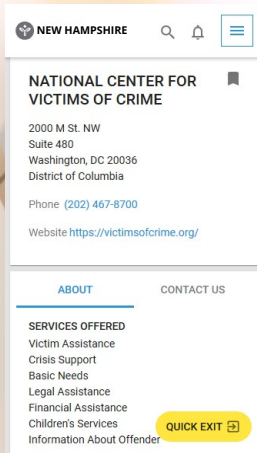 NEW HAMPSHIRE
NATIONAL CENTER FOR
VICTIMS OF CRIME
2000 M St. NW
Suite 480
Washington, DC 20036
District of Columbia
Phone (202) 467-8700
Website https://victimsofcrime.org/
ABOUT CONTACT US
SERVICES OFFERED
Victim Assistance
Crisis Support
Basic Needs
Legal Assistance
Financial Assistance
Children's Services
QUICK EXIT
Information About Offender